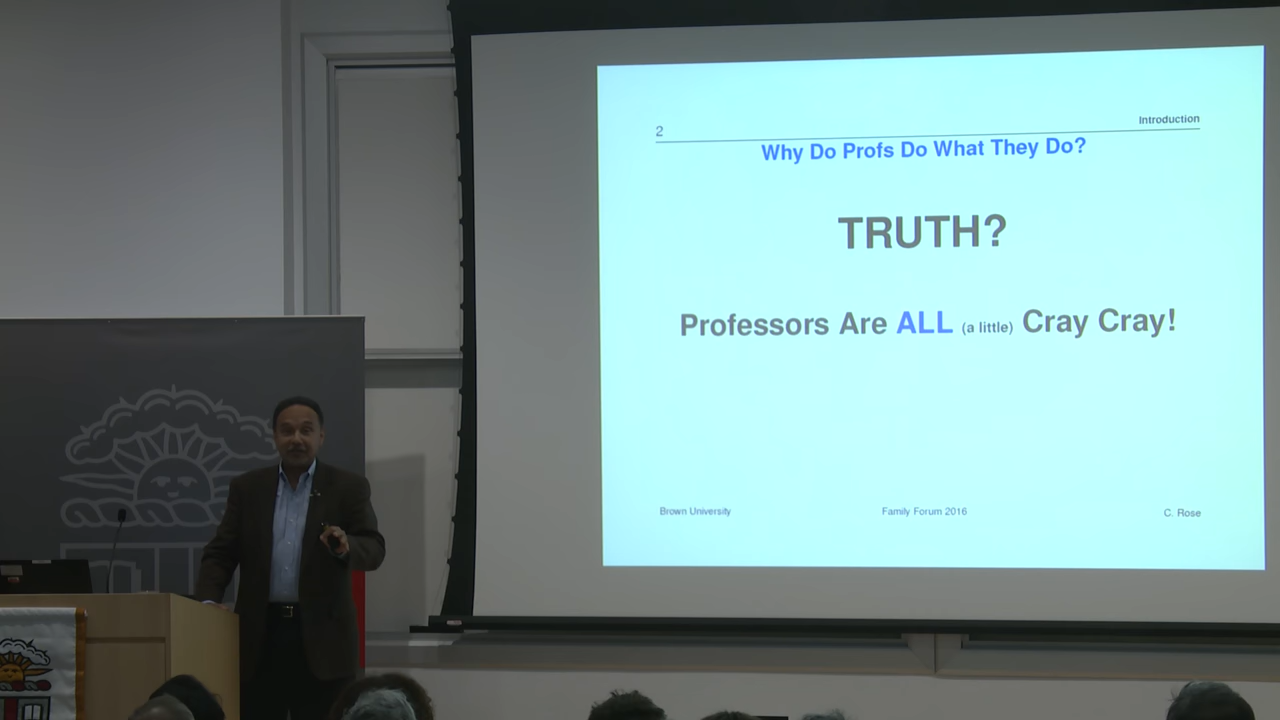 2 Introduction
Why Do Profs Do What They Do?
TRUTH?
Professors Are ALL (a little) Cray Cray!
Brown University Family Forum 2016 C. Rose